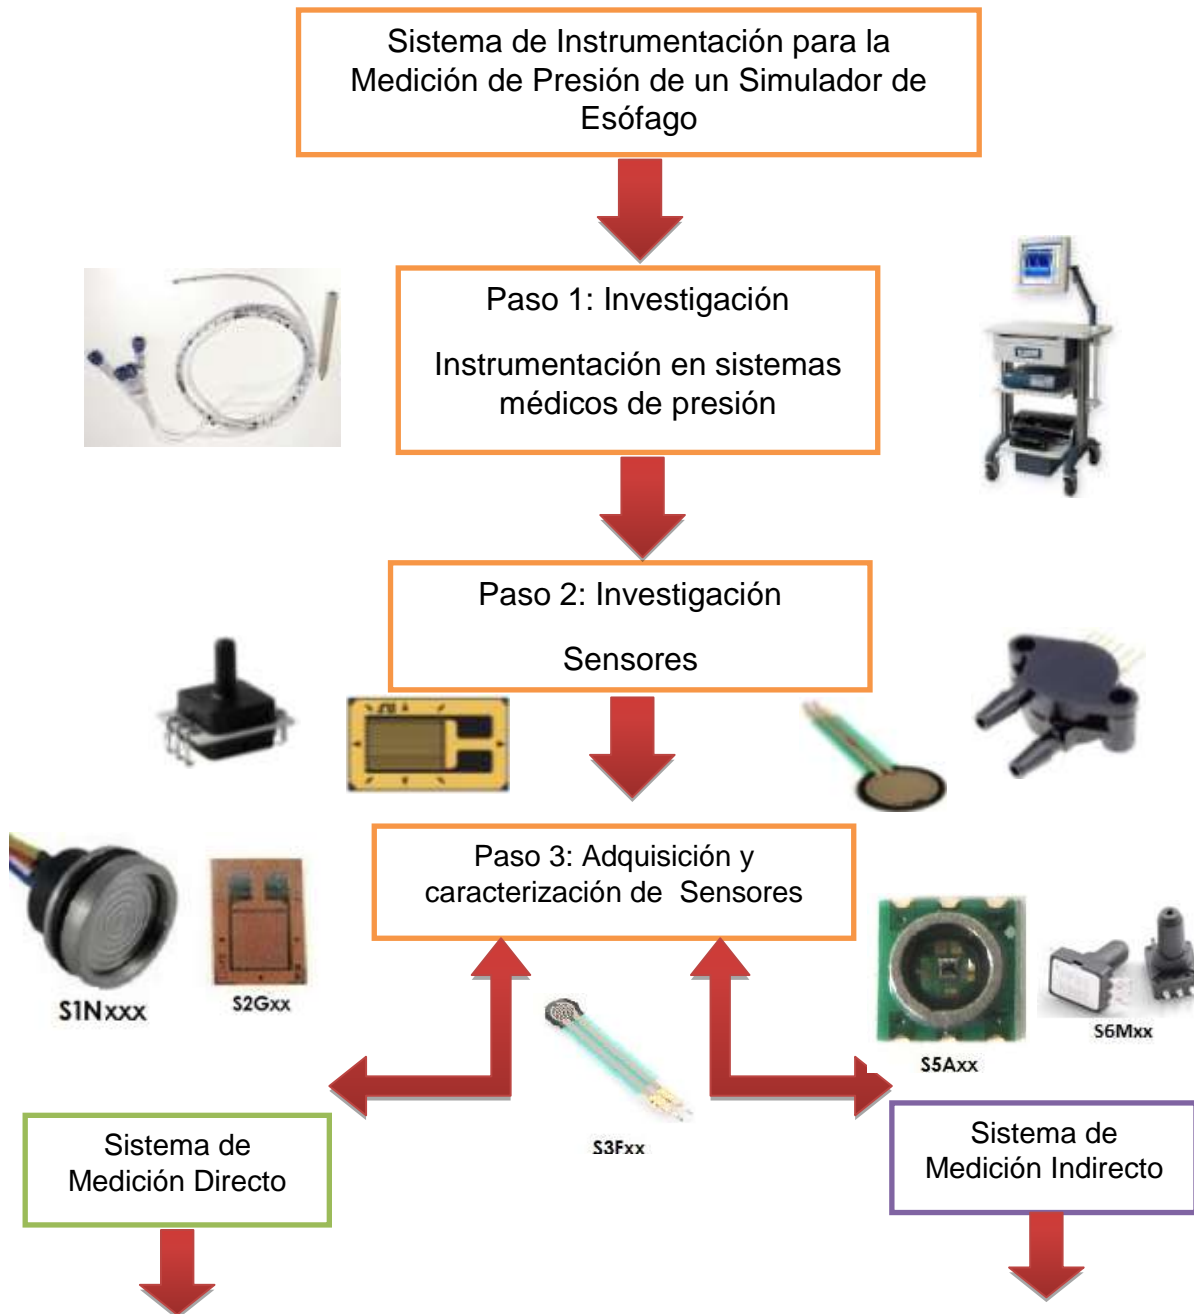 Sistema de Instrumentación para la
Medición de Presión de un Simulador de
Esófago
Paso 1: Investigación
Instrumentación en sistemas
médicos de presión
Paso 2: Investigación
Sensores
Paso 3: Adquisición y
caracterización de Sensores
S1Nxxx
S2Gxx
S3Fxx
S5Axx
S6Mxx
Sistema de
Medición Directo
Sistema de
Medición Indirecto